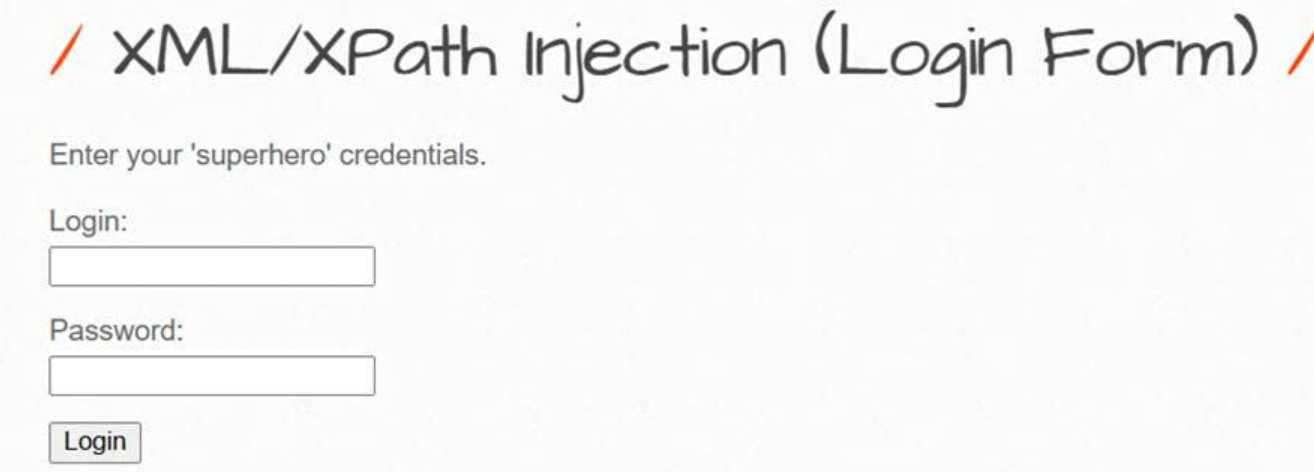 / XML/XPath Injection (Login Form) /
Enter your 'superhero' credentials.
Login:
Password:
Login